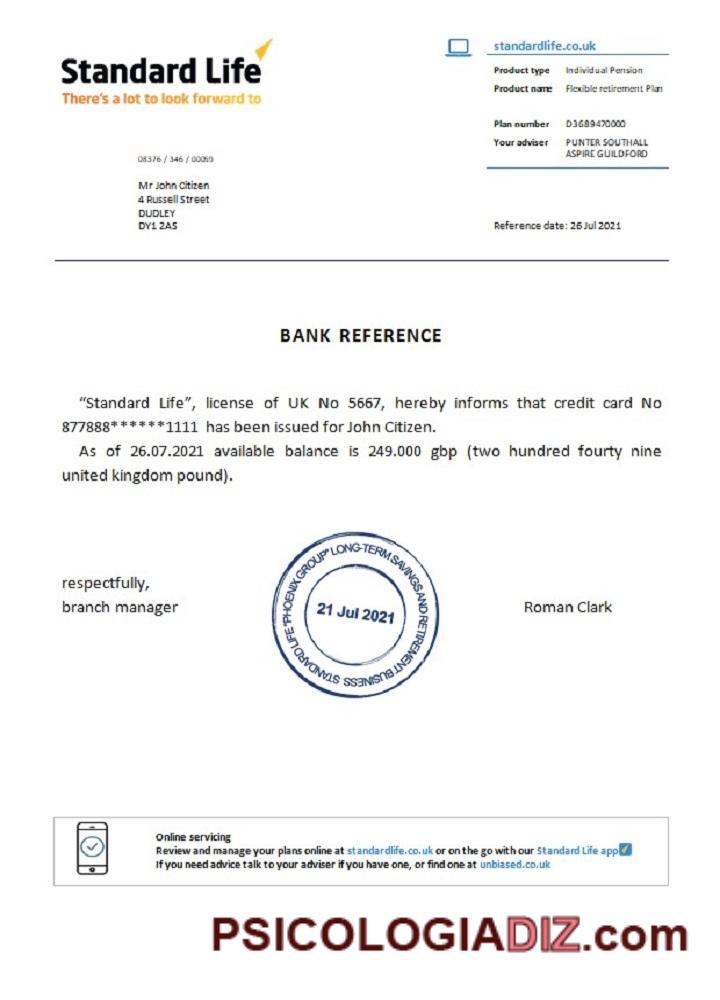 Standard Life
There's a lot to look forward to
standardlife.co.uk
Product type Individual Pension
Product name Flexible retirement Plan
Plan number D3689470000
Your adviser PUNTER SOUTHALL
ASPIRE GUILDFORD
08376 / 346 / 00099
Mr John Citizen
4 Russell Street
DUDLEY
DY1 2AS
Reference date: 26 Jul 2021
BANK REFERENCE
“Standard Life”, license of UK No 5667, hereby informs that credit card No
877888******1111 has been issued for John Citizen.
As of 26.07.2021 available balance is 249.000 gbp (two hundred fourty nine
united kingdom pound).
respectfully,
branch manager
STANDARD LIFE "PHOENIX GROUP" LONG-TERM SAVINGS AND RETIREMENT BUSINESS
21 Jul 2021
Roman Clark
Online servicing
Review and manage your plans online at standardlife.co.uk or on the go with our Standard Life app
If you need advice talk to your adviser if you have one, or find one at unbiased.co.uk
PSICOLOGIADIZ.com